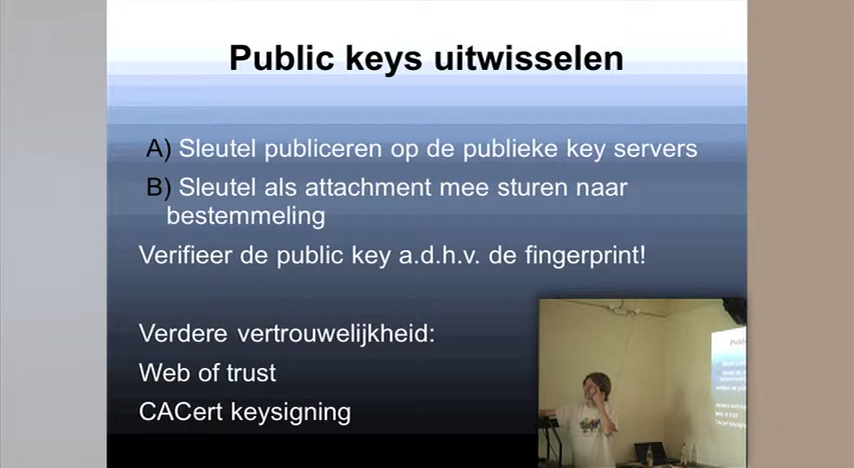 Public keys uitwisselen
A) Sleutel publiceren op de publieke key servers
B) Sleutel als attachment mee sturen naar
bestemmeling
Verifieer de public key a.d.h.v. de fingerprint!
Verdere vertrouwelijkheid:
Web of trust
CACert keysigning